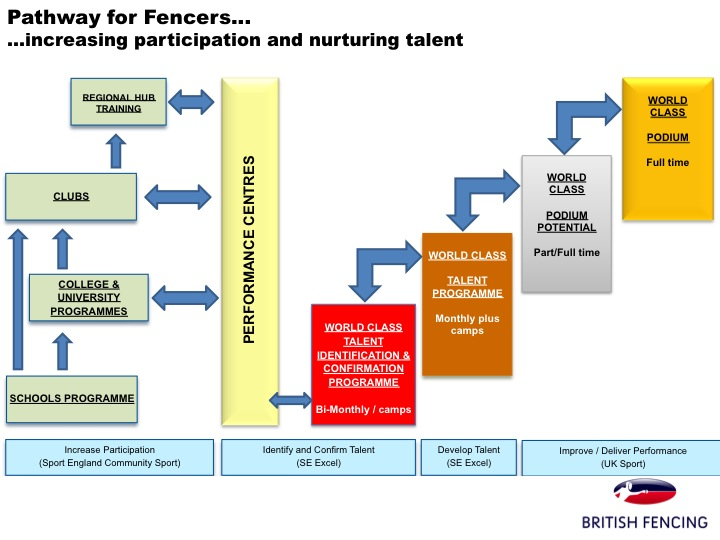 Pathway for Fencers...
...increasing participation and nurturing talent
REGIONAL HUB
TRAINING
CLUBS
COLLEGE &
UNIVERSITY
PROGRAMMES
SCHOOLS PROGRAMME
PERFORMANCE CENTRES
WORLD CLASS
TALENT
IDENTIFICATION &
CONFIRMATION
PROGRAMME
Bi-Monthly / camps
WORLD CLASS
TALENT
PROGRAMME
Monthly plus
camps
WORLD
CLASS
PODIUM
POTENTIAL
Part/Full time
WORLD
CLASS
PODIUM
Full time
Increase Participation
(Sport England Community Sport)
Identify and Confirm Talent
(SE Excel)
Develop Talent
(SE Excel)
Improve / Deliver Performance
(UK Sport)
BRITISH FENCING